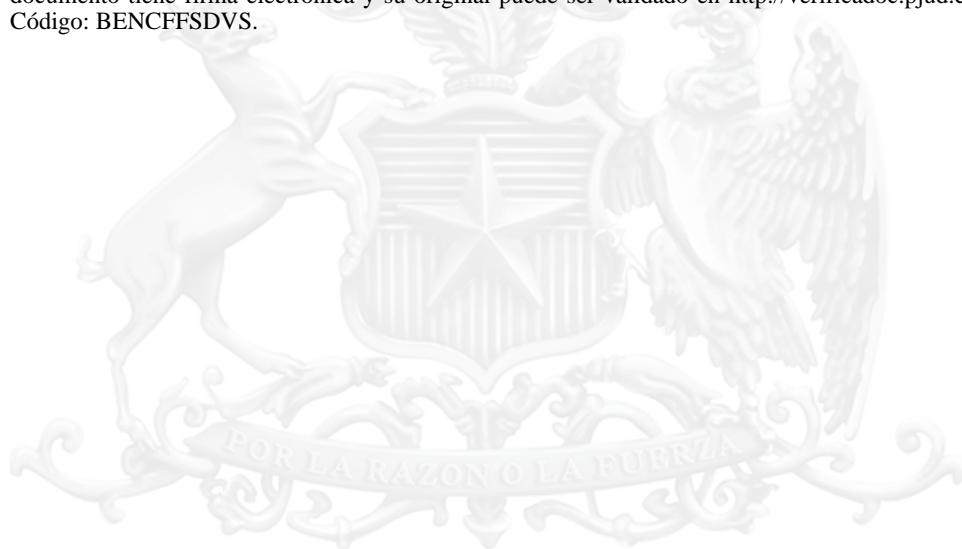 documento tiene firma electrónica y su original puede ser validado en http://verificadoc.pjud.c
Código: BENCFFSDVS.
POR LA RAZON O LA FUERZA